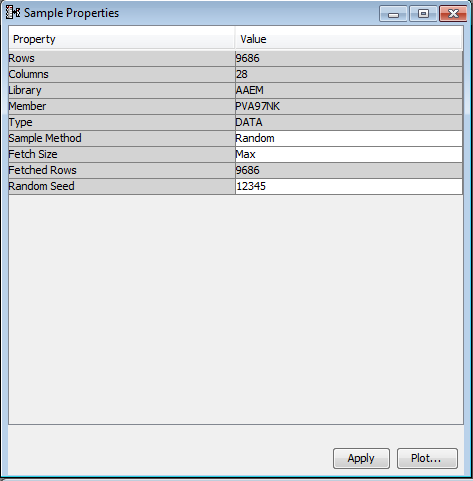 Sample Properties
Property Value
Rows 9686
Columns 28
Library AAEM
Member PVA97NK
Type DATA
Sample Method Random
Fetch Size Max
Fetched Rows 9686
Random Seed 12345
Apply Plot...